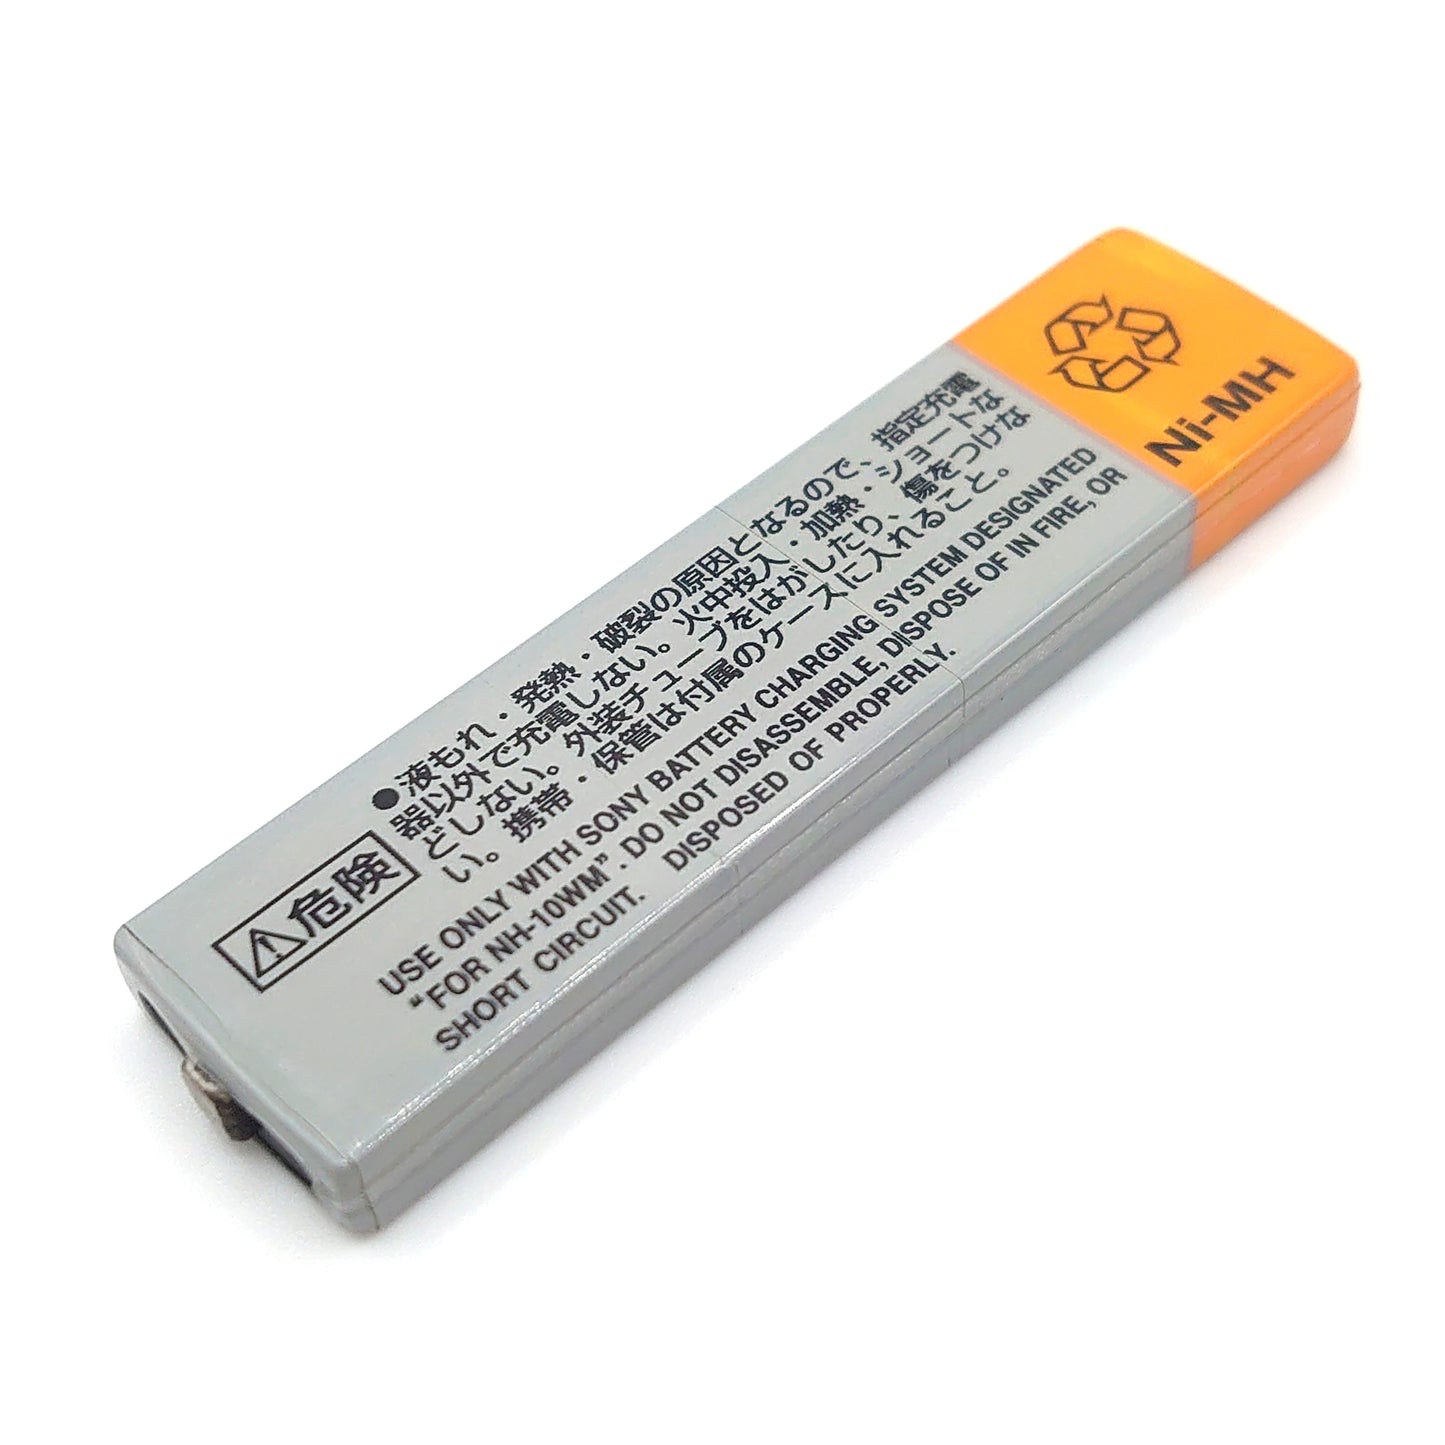 Ni-MH
⚠危険
●液もれ・発熱・破裂の原因となるので、指定充電
器以外で充電しない。火中投入・加熱・ショートな
どしない。外装チューブをはがしたり、傷をつけな
い。携帯・保管は付属のケースに入れること。
USE ONLY WITH SONY BATTERY CHARGING SYSTEM DESIGNATED
“FOR NH-10WM”. DO NOT DISASSEMBLE, DISPOSE OF IN FIRE, OR
SHORT CIRCUIT. DISPOSED OF PROPERLY.